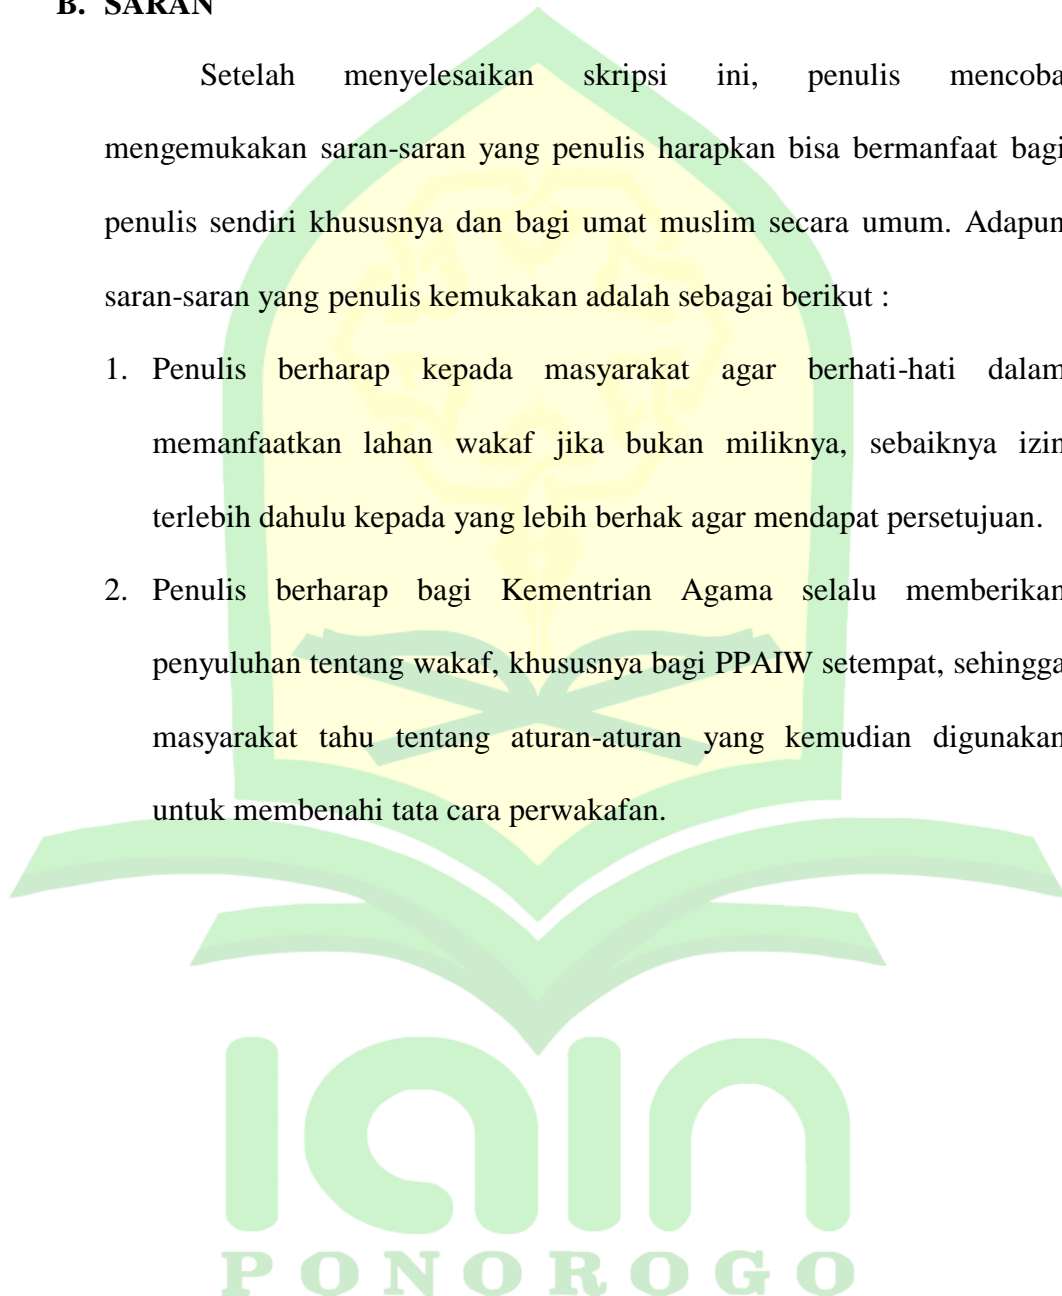 B. SARAN
Setelah menyelesaikan skripsi ini, penulis mencoba
mengemukakan saran-saran yang penulis harapkan bisa bermanfaat bagi
penulis sendiri khususnya dan bagi umat muslim secara umum. Adapun
saran-saran yang penulis kemukakan adalah sebagai berikut :
1. Penulis berharap kepada masyarakat agar berhati-hati dalam
memanfaatkan lahan wakaf jika bukan miliknya, sebaiknya izin
terlebih dahulu kepada yang lebih berhak agar mendapat persetujuan.
2. Penulis berharap bagi Kementrian Agama selalu memberikan
penyuluhan tentang wakaf, khususnya bagi PPAIW setempat, sehingga
masyarakat tahu tentang aturan-aturan yang kemudian digunakan
untuk membenahi tata cara perwakafan.
IAIN
PONOROGO